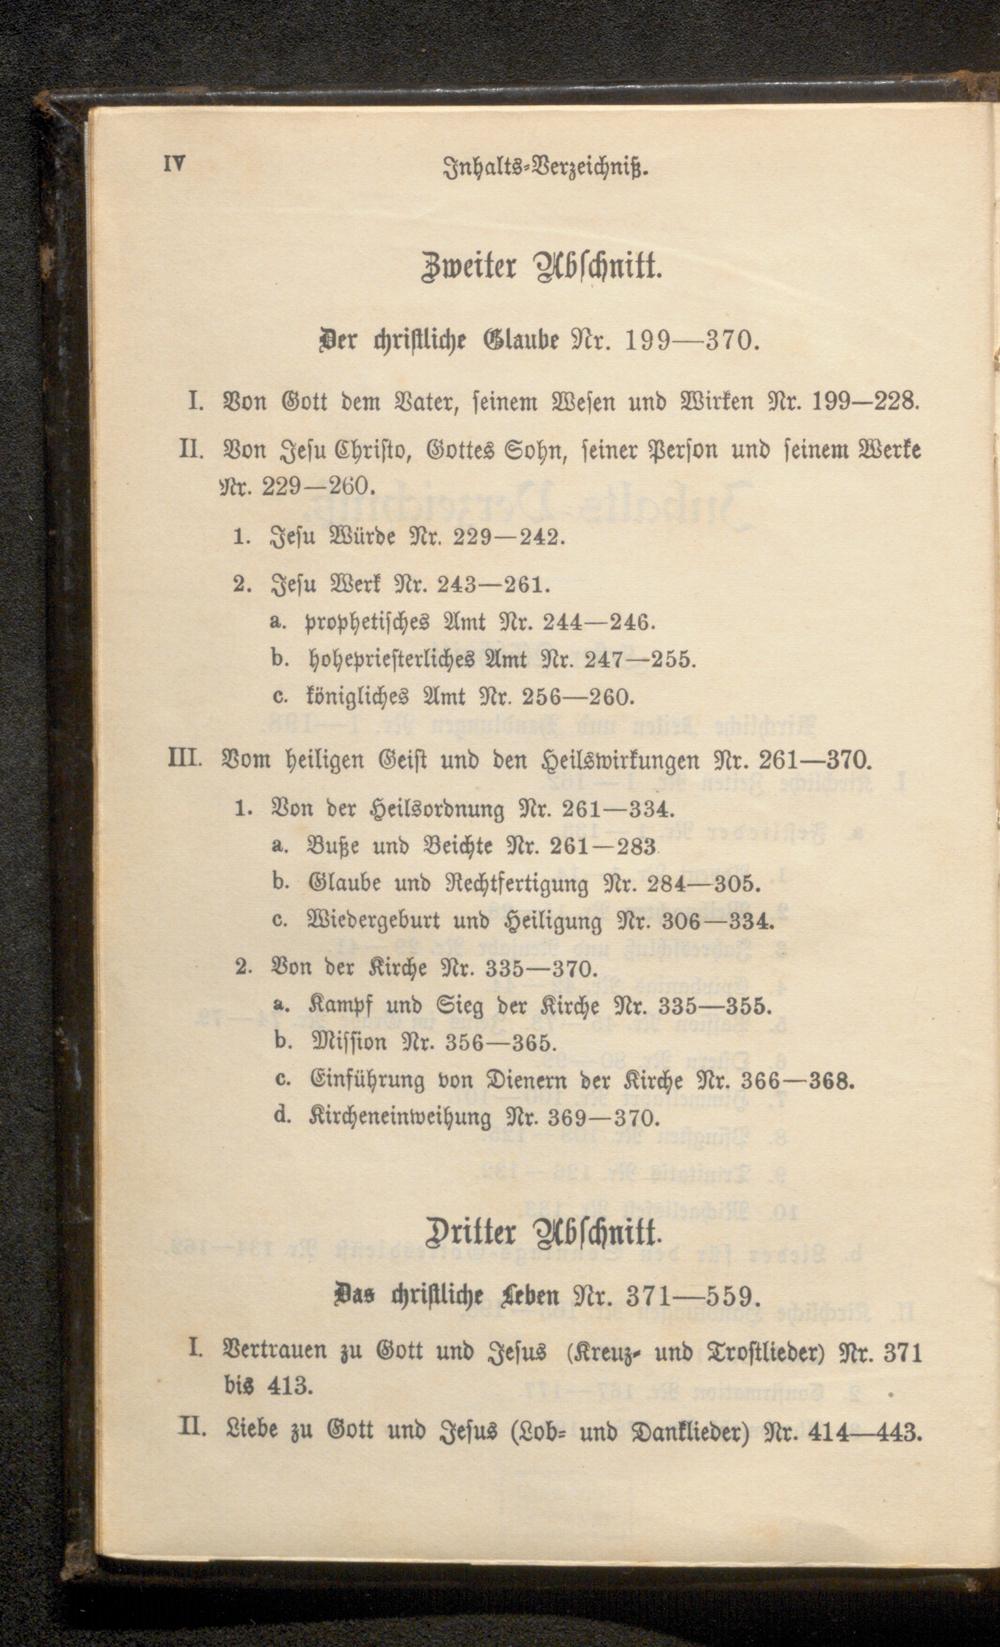 IV
Inhalts-Verzeichniß.
Zweiter Abschnitt.
Der christliche Glaube Nr. 199—370.
I. Von Gott dem Vater, seinem Wesen und Wirken Nr. 199—228.
II. Von Jesu Christo, Gottes Sohn, seiner Person und seinem Werke
Nr. 229—260.
1. Jesu Würde Nr. 229—242.
2. Jesu Werk Nr. 243—261.
a. prophetisches Amt Nr. 244—246.
b. hohepriesterliches Amt Nr. 247—255.
c. königliches Amt Nr. 256—260.
III. Vom heiligen Geist und den Heilswirkungen Nr. 261—370.
1. Von der Heilsordnung Nr. 261—334.
a. Buße und Beichte Nr. 261—283
b. Glaube und Rechtfertigung Nr. 284—305.
c. Wiedergeburt und Heiligung Nr. 306—334.
2. Von der Kirche Nr. 335—370.
a. Kampf und Sieg der Kirche Nr. 335—355.
b. Mission Nr. 356—365.
c. Einführung von Dienern der Kirche Nr. 366—368.
d. Kircheneinweihung Nr. 369—370.
Dritter Abschnitt.
Das christliche Leben Nr. 371—559.
I. Vertrauen zu Gott und Jesus (Kreuz- und Trostlieder) Nr. 371
bis 413.
II. Liebe zu Gott und Jesus (Lob- und Danklieder) Nr. 414—443.